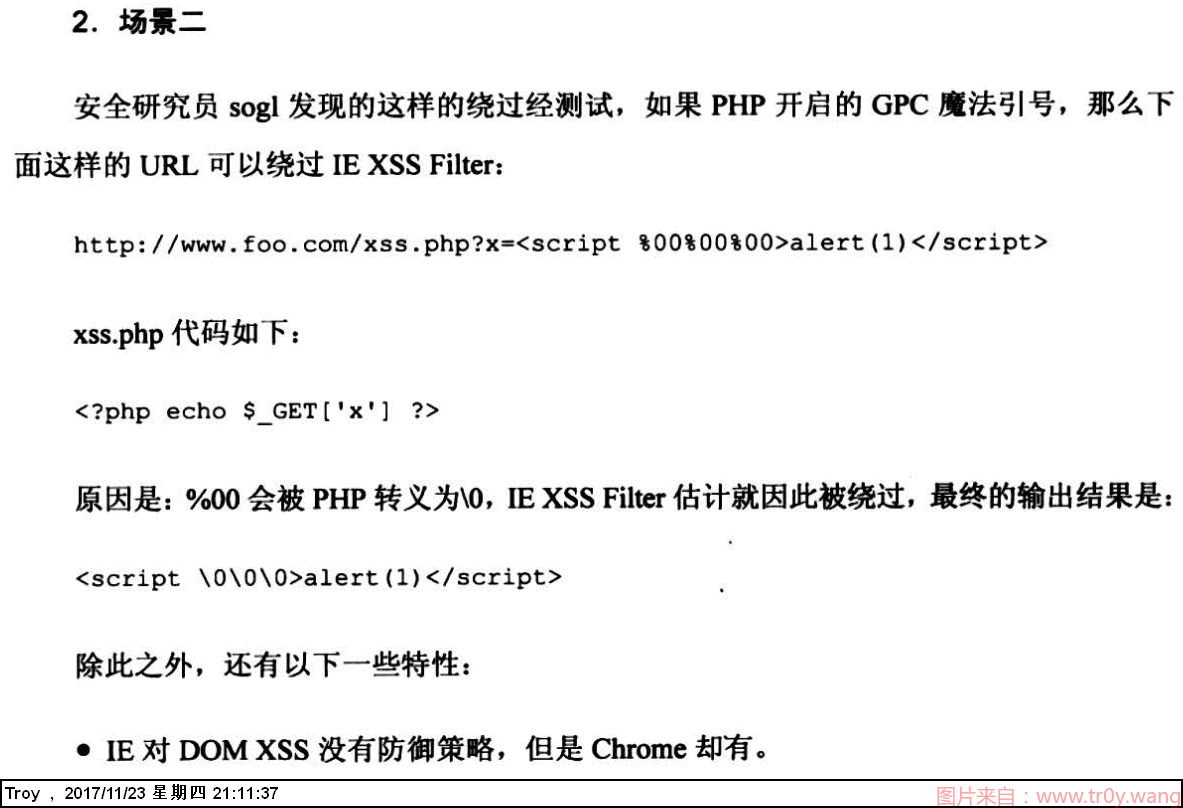 2. 场景二
安全研究员 sogl 发现的这样的绕过经测试，如果 PHP 开启的 GPC 魔法引号，那么下
面这样的 URL 可以绕过 IE XSS Filter:
http://www.foo.com/xss.php?x=<script %00%00%00>alert(1)</script>
xss.php 代码如下：
<?php echo $_GET['x'] ?>
原因是：%00 会被 PHP 转义为\0，IE XSS Filter 估计就因此被绕过，最终的输出结果是：
<script \0\0\0>alert(1)</script>
除此之外，还有以下一些特性：
● IE 对 DOM XSS 没有防御策略，但是 Chrome 却有。
Troy , 2017/11/23 星期四 21:11:37
图片来自：www.tr0y.wang